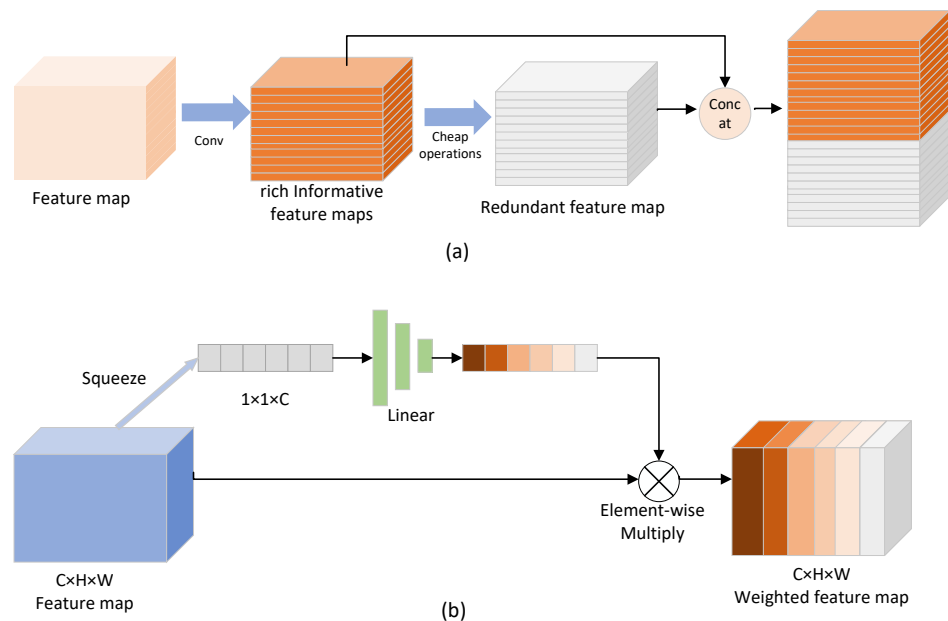 Feature map
Conv
rich Informative
feature maps
Cheap
operations
Redundant feature map
Conc
at
(a)
Squeeze
1×1×C
Linear
Element-wise
Multiply
C×H×W
Feature map
C×H×W
Weighted feature map
(b)